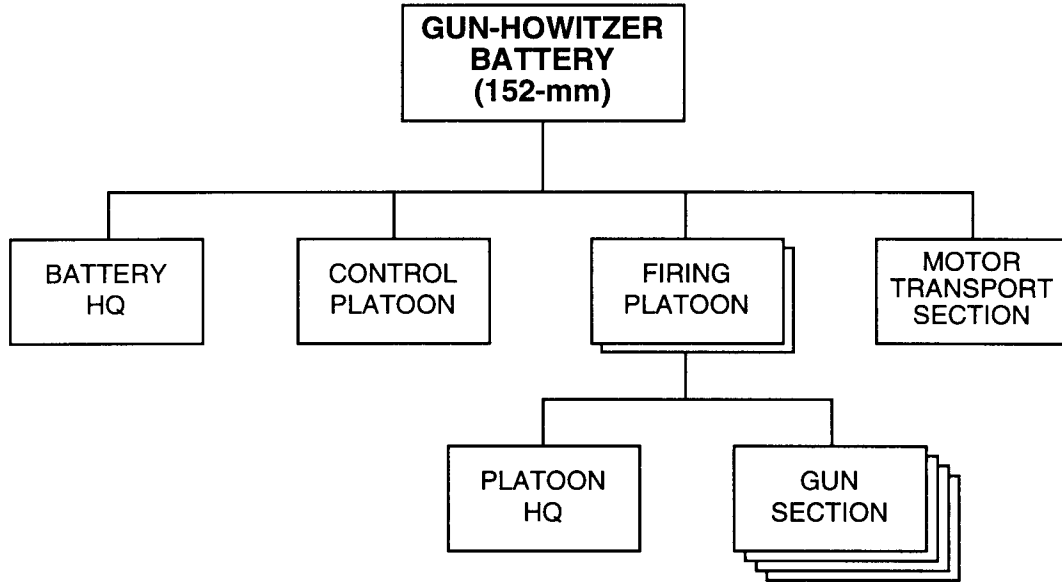 GUN-HOWITZER
BATTERY
(152-mm)
BATTERY
HQ
CONTROL
PLATOON
FIRING
PLATOON
MOTOR
TRANSPORT
SECTION
PLATOON
HQ
GUN
SECTION